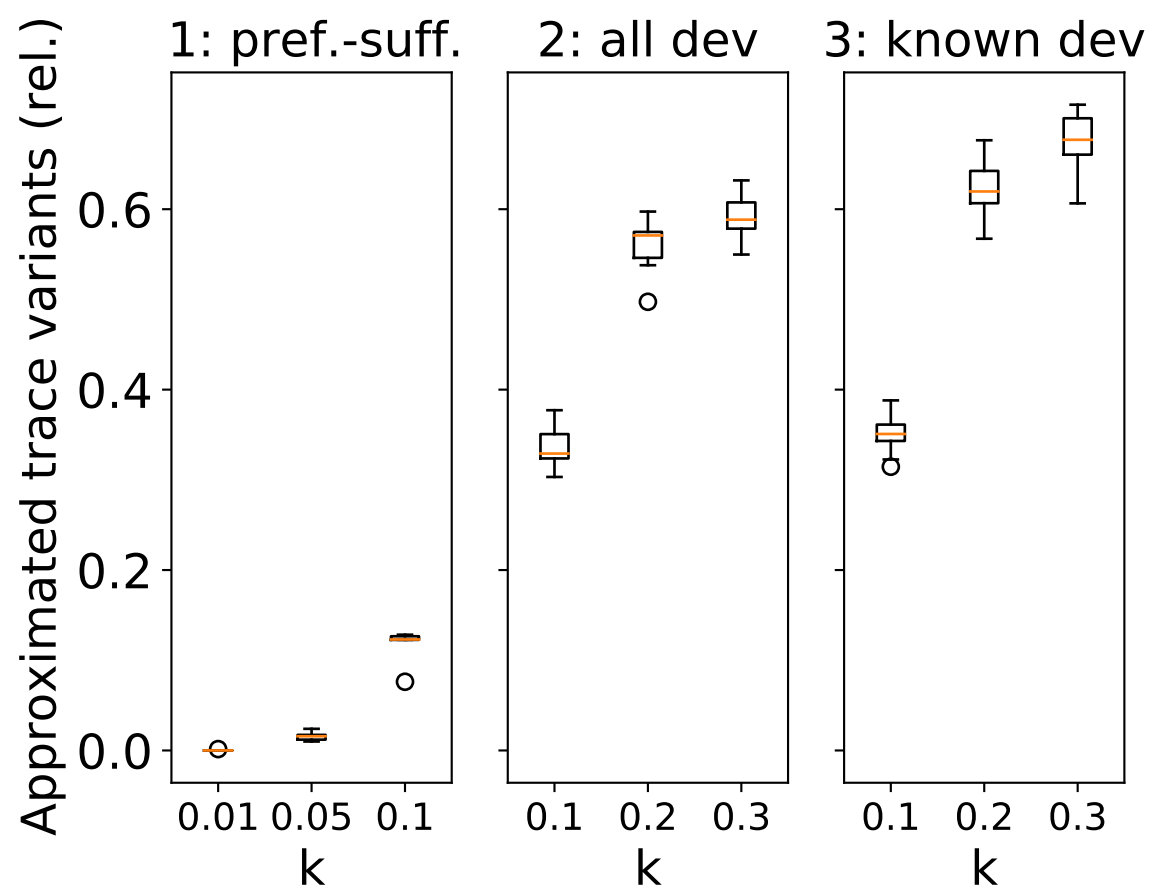 1: pref.-suff. 2: all dev 3: known dev
Approximated trace variants (rel.)
0.6
0.4
0.2
0.0
0.01 0.05 0.1 0.1 0.2 0.3 0.1 0.2 0.3
k k k